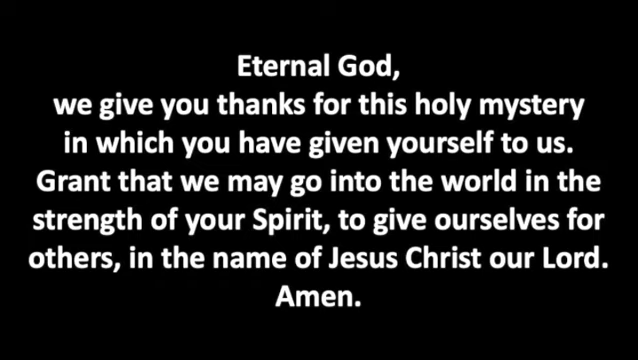 Eternal God,
we give you thanks for this holy mystery
in which you have given yourself to us.
Grant that we may go into the world in the
strength of your Spirit, to give ourselves for
others, in the name of Jesus Christ our Lord.
Amen.